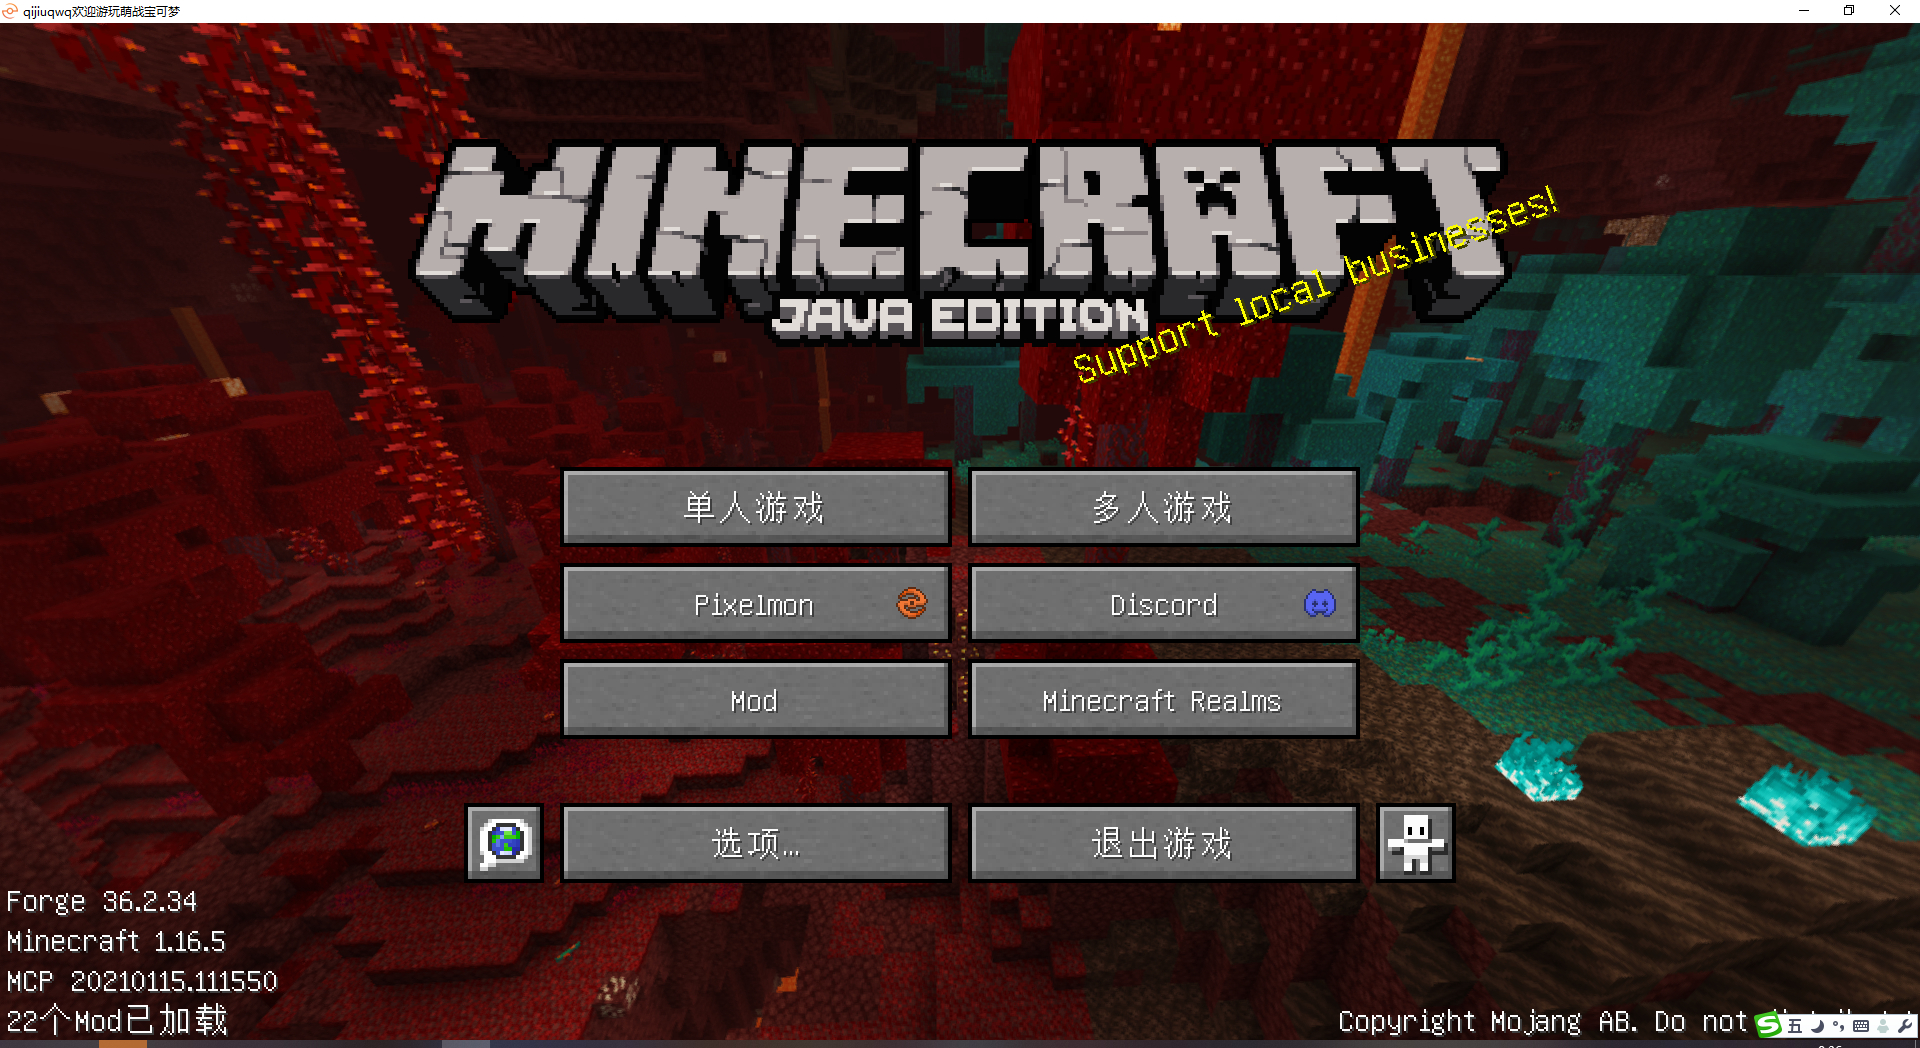 qijiuqwq欢迎游玩萌战宝可梦
MINECRAFT
JAVA EDITION
Support local businesses!
单人游戏
多人游戏
Pixelmon
Discord
Mod
Minecraft Realms
选项...
退出游戏
Forge 36.2.34
Minecraft 1.16.5
MCP 20210115.111550
22个Mod已加载
Copyright Mojang AB. Do not
五